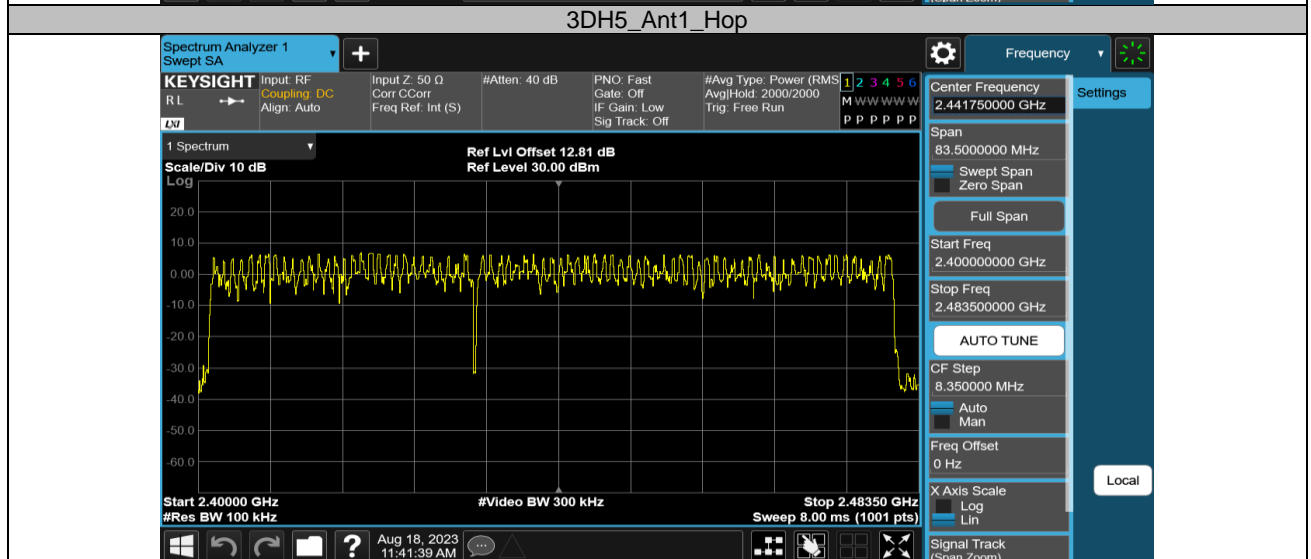 (Span Zoom)
3DH5_Ant1_Hop
Spectrum Analyzer 1
Swept SA
+
Frequency
KEYSIGHT
R L
LXI
Input: RF
Coupling: DC
Align: Auto
Input Z: 50 Ω
Corr CCorr
Freq Ref: Int (S)
#Atten: 40 dB
PNO: Fast
Gate: Off
IF Gain: Low
Sig Track: Off
#Avg Type: Power (RMS
Avg|Hold: 2000/2000
Trig: Free Run
1 2 3 4 5 6
M W W W W W
P P P P P P
1 Spectrum
Scale/Div 10 dB
Ref Lvl Offset 12.81 dB
Ref Level 30.00 dBm
Log
20.0
10.0
0.00
-10.0
-20.0
-30.0
-40.0
-50.0
-60.0
Start 2.40000 GHz
#Video BW 300 kHz
Stop 2.48350 GHz
#Res BW 100 kHz
Sweep 8.00 ms (1001 pts)
Center Frequency
2.441750000 GHz
Settings
Span
83.5000000 MHz
Swept Span
Zero Span
Full Span
Start Freq
2.400000000 GHz
Stop Freq
2.483500000 GHz
AUTO TUNE
CF Step
8.350000 MHz
Auto
Man
Freq Offset
0 Hz
X Axis Scale
Log
Lin
Local
Signal Track
(Span Zoom)
?
Aug 18, 2023
11:41:39 AM